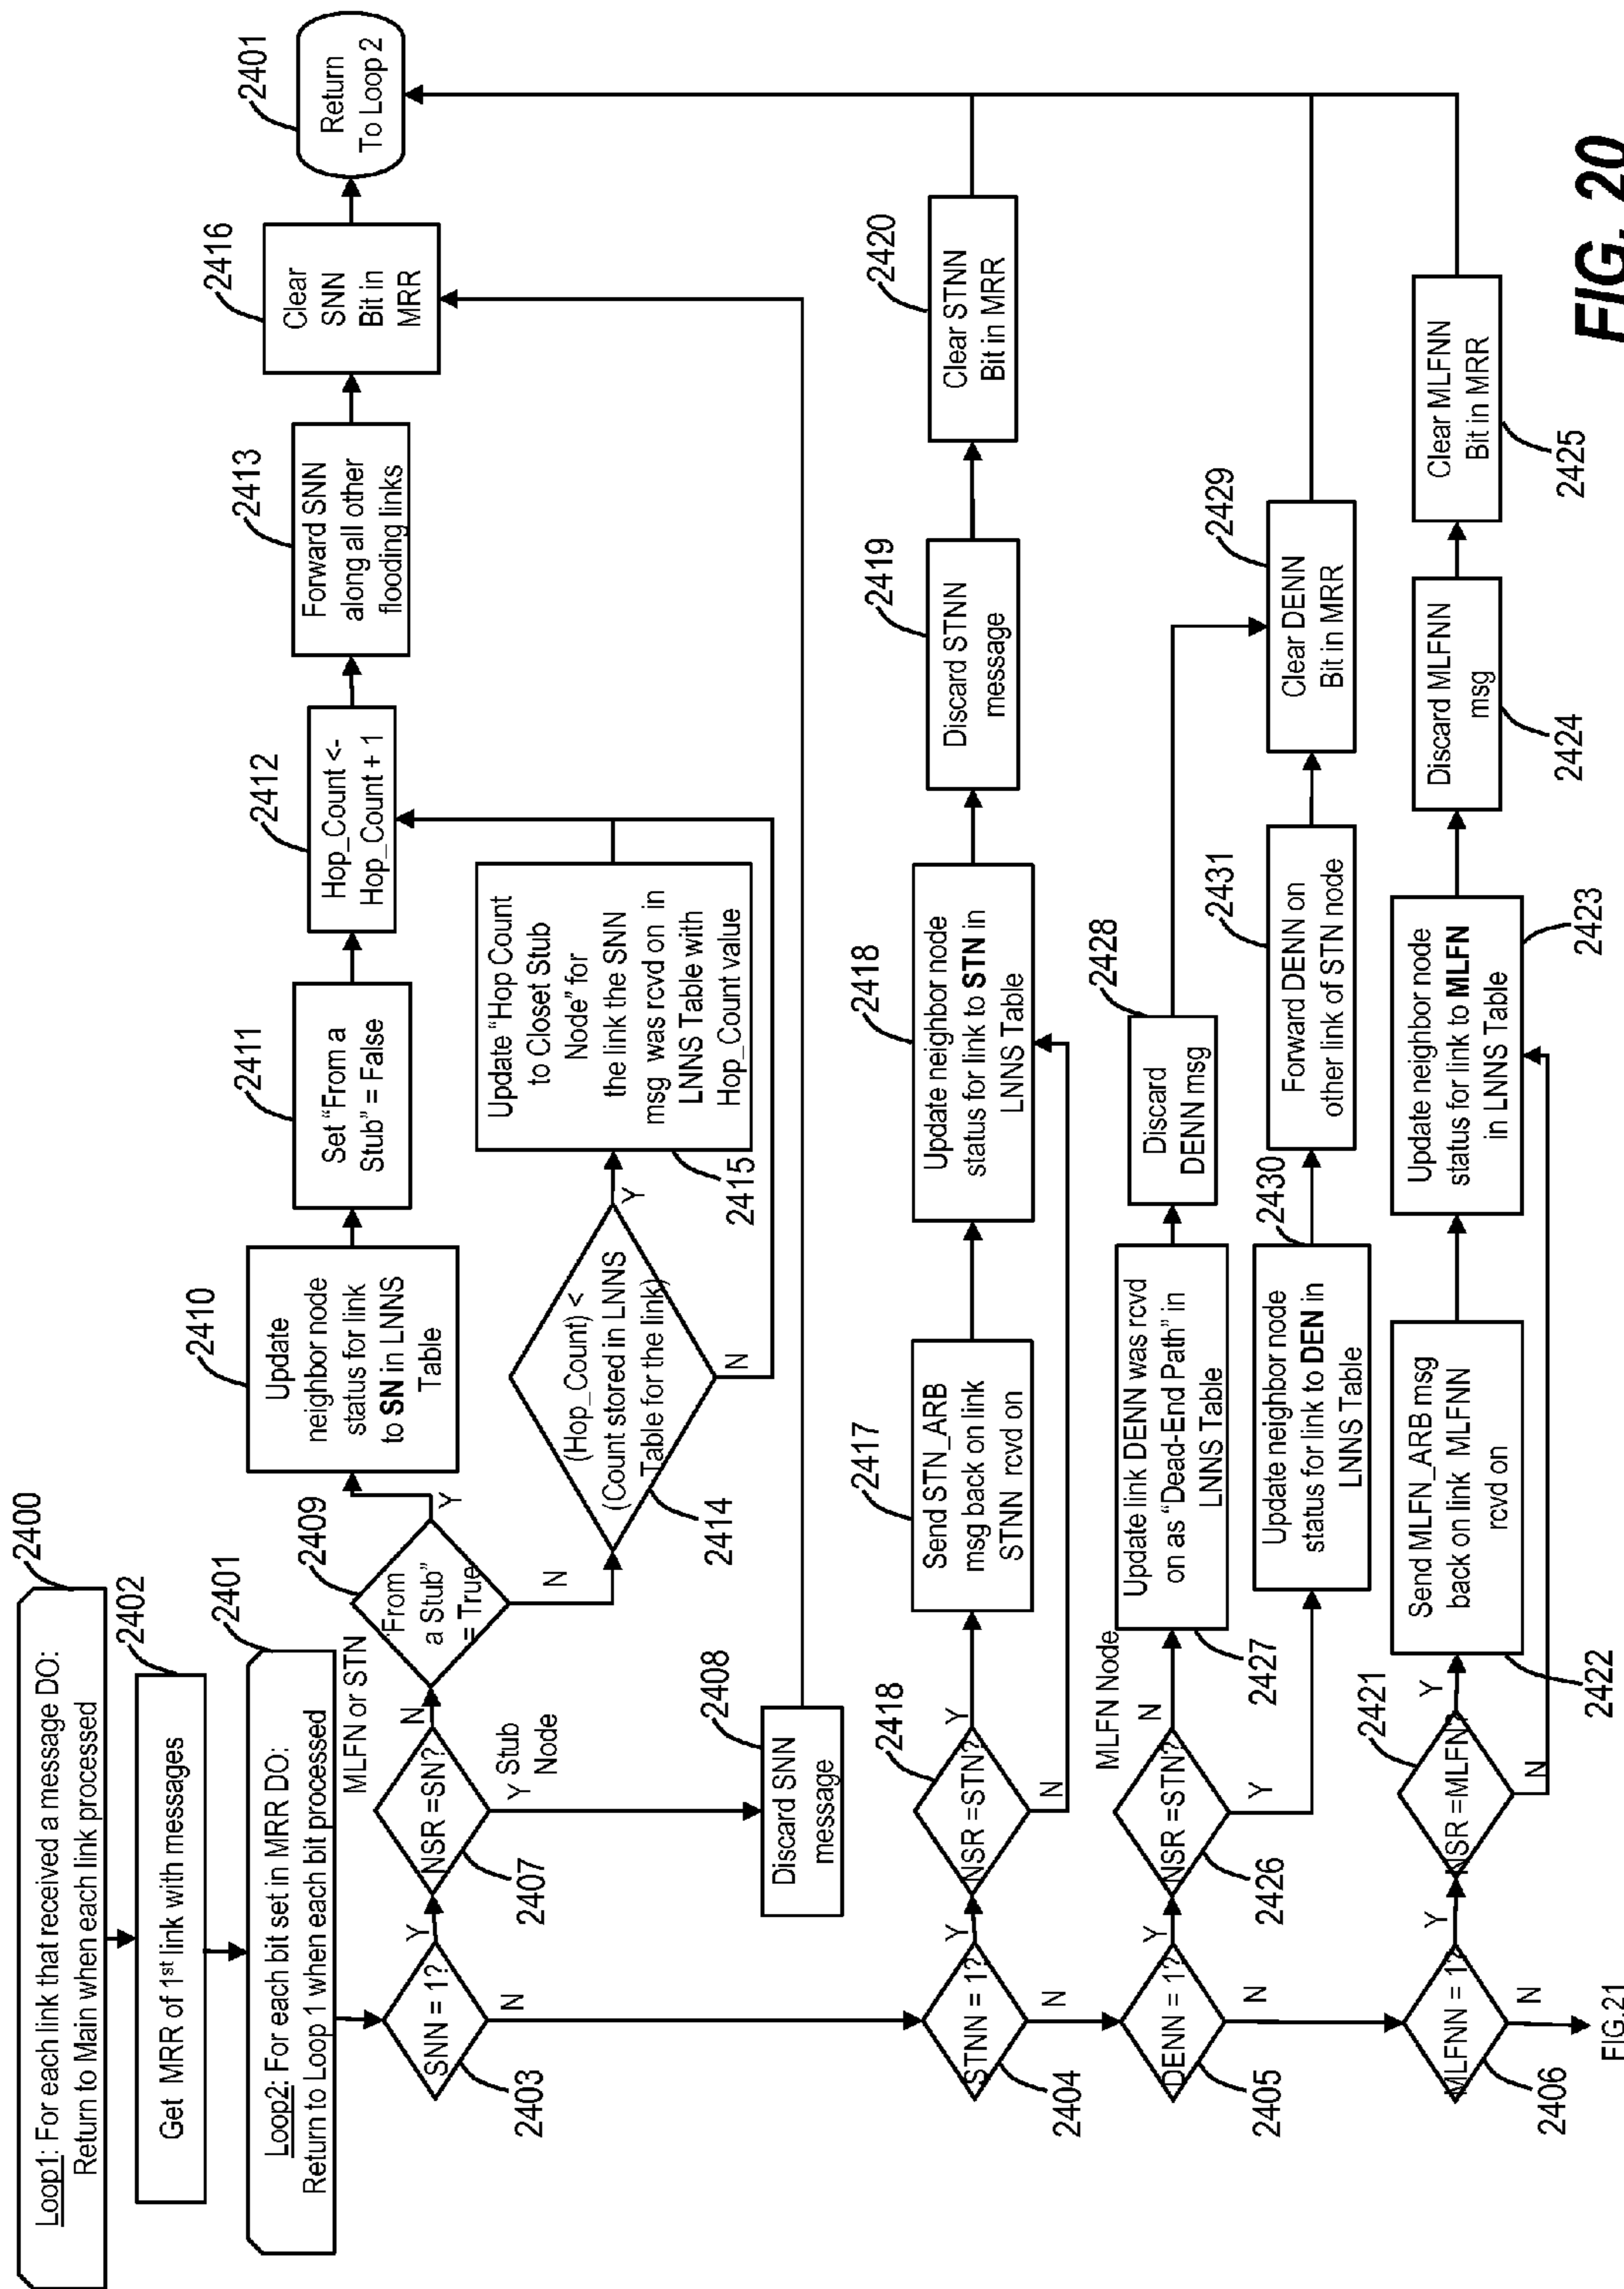 2400
Loop1: For each link that received a message DO:
Return to Main when each link processed
2402
Get MRR of 1st link with messages
2401
Loop2: For each bit set in MRR DO:
Return to Loop 1 when each bit processed
SNN = 1?
2403
Y
N
NSR =SN?
2407
N
MLFN or STN
Y Stub
Node
Discard SNN
message
2408
"From
a Stub"
= True
2409
Y
N
Update
neighbor node
status for link
to SN in LNNS
Table
2410
Set "From a
Stub" = False
2411
Hop_Count <-
Hop_Count + 1
2412
Forward SNN
along all other
flooding links
2413
Clear
SNN
Bit in
MRR
2416
Return
To Loop 2
2401
(Hop_Count) <
(Count stored in LNNS
Table for the link)
2414
Y
N
Update "Hop Count
to Closet Stub
Node" for
the link the SNN
msg was rcvd on in
LNNS Table with
Hop_Count value
2415
STNN = 1?
2404
Y
N
NSR =STN?
2418
Y
N
Send STN_ARB
msg back on link
STNN rcvd on
2417
Update neighbor node
status for link to STN in
LNNS Table
2418
Discard STNN
message
2419
Clear STNN
Bit in MRR
2420
DENN = 1?
2405
Y
N
NSR =STN?
2426
N
MLFN Node
Y
Update link DENN was rcvd
on as "Dead-End Path" in
LNNS Table
2427
Discard
DENN msg
2428
Update neighbor node
status for link to DEN in
LNNS Table
2430
Forward DENN on
other link of STN node
2431
Clear DENN
Bit in MRR
2429
MLFNN = 1?
2406
Y
N
FIG.21
NSR =MLFN?
2421
Y
N
Send MLFN_ARB msg
back on link MLFNN
rcvd on
2422
Update neighbor node
status for link to MLFN
in LNNS Table
2423
Discard MLFNN
msg
2424
Clear MLFNN
Bit in MRR
2425
FIG. 20